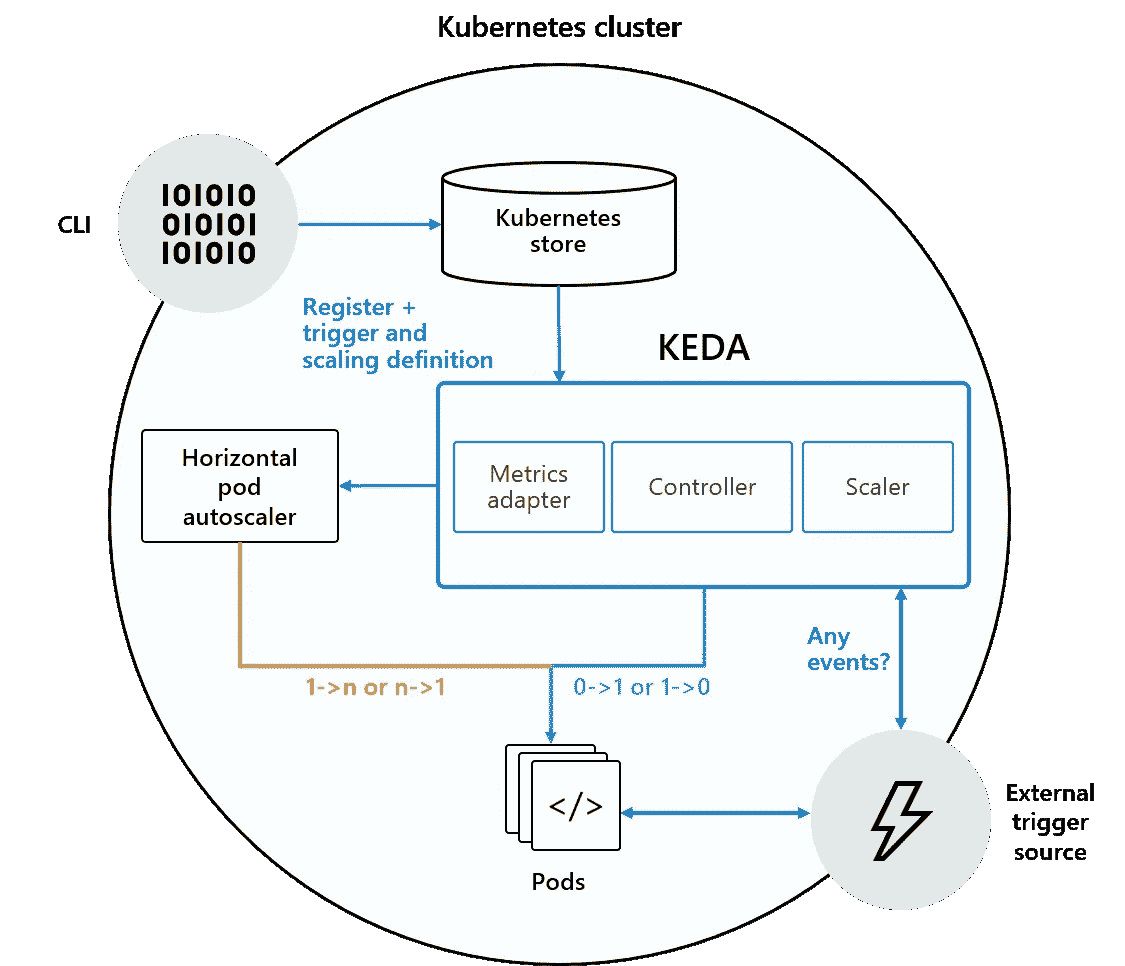 Kubernetes cluster
101010
010101
101010
CLI
Kubernetes
store
Register +
trigger and
scaling definition
KEDA
Horizontal
pod
autoscaler
Metrics
adapter
Controller
Scaler
Any
events?
1->n or n->1
0->1 or 1->0
</>
Pods
External
trigger
source